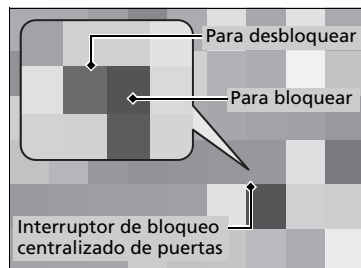 Para desbloquear
Para bloquear
Interruptor de bloqueo
centralizado de puertas